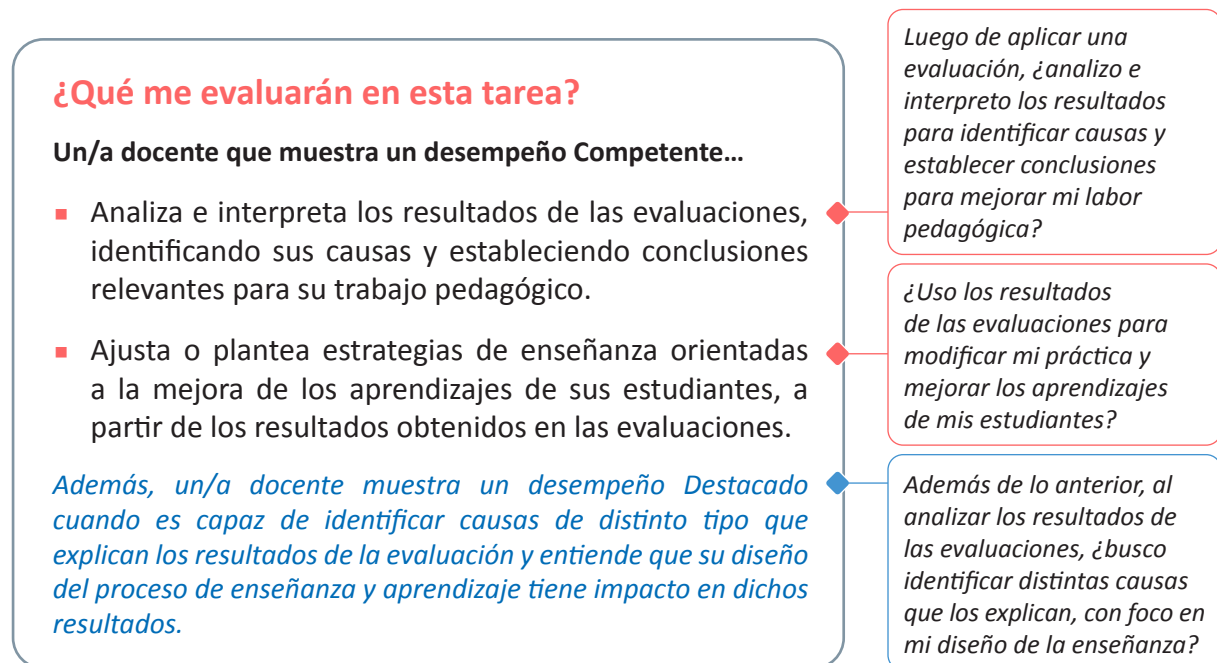 ¿Qué me evaluarán en esta tarea?
Un/a docente que muestra un desempeño Competente...
Analiza e interpreta los resultados de las evaluaciones,
identificando sus causas y estableciendo conclusiones
relevantes para su trabajo pedagógico.
Ajusta o plantea estrategias de enseñanza orientadas
a la mejora de los aprendizajes de sus estudiantes, a
partir de los resultados obtenidos en las evaluaciones.
Además, un/a docente muestra un desempeño Destacado
cuando es capaz de identificar causas de distinto tipo que
explican los resultados de la evaluación y entiende que su diseño
del proceso de enseñanza y aprendizaje tiene impacto en dichos
resultados.
Luego de aplicar una
evaluación, ¿analizo e
interpreto los resultados
para identificar causas y
establecer conclusiones
para mejorar mi labor
pedagógica?
¿Uso los resultados
de las evaluaciones para
modificar mi práctica y
mejorar los aprendizajes
de mis estudiantes?
Además de lo anterior, al
analizar los resultados de
las evaluaciones, ¿busco
identificar distintas causas
que los explican, con foco en
mi diseño de la enseñanza?